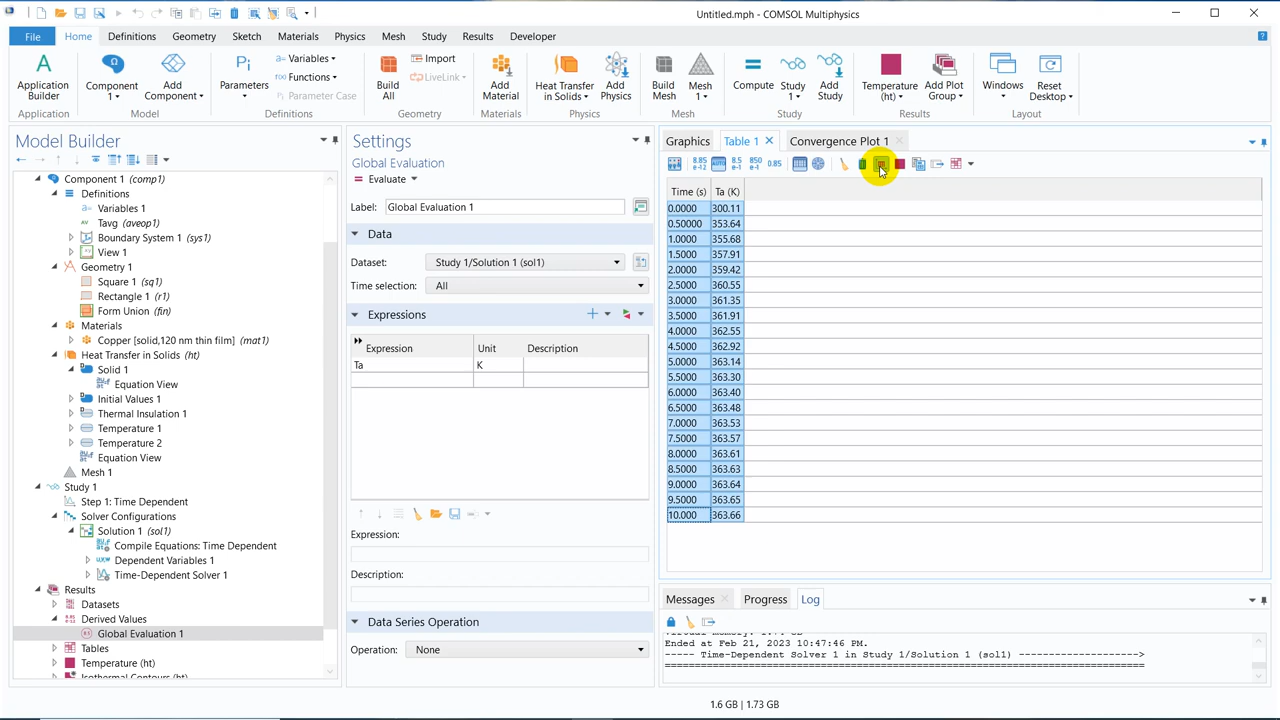 Untitled.mph - COMSOL Multiphysics
File Home Definitions Geometry Sketch Materials Physics Mesh Study Results Developer
Application Builder
Component 1
Add Component
Parameters
a= Variables
f(x) Functions
Pi Parameter Case
Build All
Import
LiveLink
Add Material
Heat Transfer in Solids
Add Physics
Build Mesh
Mesh 1
Compute
Study 1
Add Study
Temperature (ht)
Add Plot Group
Windows
Reset Desktop
Application Model Definitions Geometry Materials Physics Mesh Study Results Layout
Model Builder
Component 1 (comp1)
Definitions
a= Variables 1
AV Tavg (aveop1)
Boundary System 1 (sys1)
View 1
Geometry 1
Square 1 (sq1)
Rectangle 1 (r1)
Form Union (fin)
Materials
Copper [solid,120 nm thin film] (mat1)
Heat Transfer in Solids (ht)
Solid 1
Equation View
Initial Values 1
Thermal Insulation 1
Temperature 1
Temperature 2
Equation View
Mesh 1
Study 1
Step 1: Time Dependent
Solver Configurations
Solution 1 (sol1)
Compile Equations: Time Dependent
Dependent Variables 1
Time-Dependent Solver 1
Results
Datasets
Derived Values
Global Evaluation 1
Tables
Temperature (ht)
Isothermal Contours (ht)
Settings
Global Evaluation
= Evaluate
Label: Global Evaluation 1
Data
Dataset: Study 1/Solution 1 (sol1)
Time selection: All
Expressions
Expression Unit Description
Ta K
Expression:
Description:
Data Series Operation
Operation: None
Graphics Table 1 Convergence Plot 1
8.85 e-12 AUTO 8.5 e-1 850 e-1 0.85
Time (s) Ta (K)
0.0000 300.11
0.50000 353.64
1.0000 355.68
1.5000 357.91
2.0000 359.42
2.5000 360.55
3.0000 361.35
3.5000 361.91
4.0000 362.55
4.5000 362.92
5.0000 363.14
5.5000 363.30
6.0000 363.40
6.5000 363.48
7.0000 363.53
7.5000 363.57
8.0000 363.61
8.5000 363.63
9.0000 363.64
9.5000 363.65
10.000 363.66
Messages Progress Log
Ended at Feb 21, 2023 10:47:46 PM.
----- Time-Dependent Solver 1 in Study 1/Solution 1 (sol1) --------------------->
1.6 GB | 1.73 GB